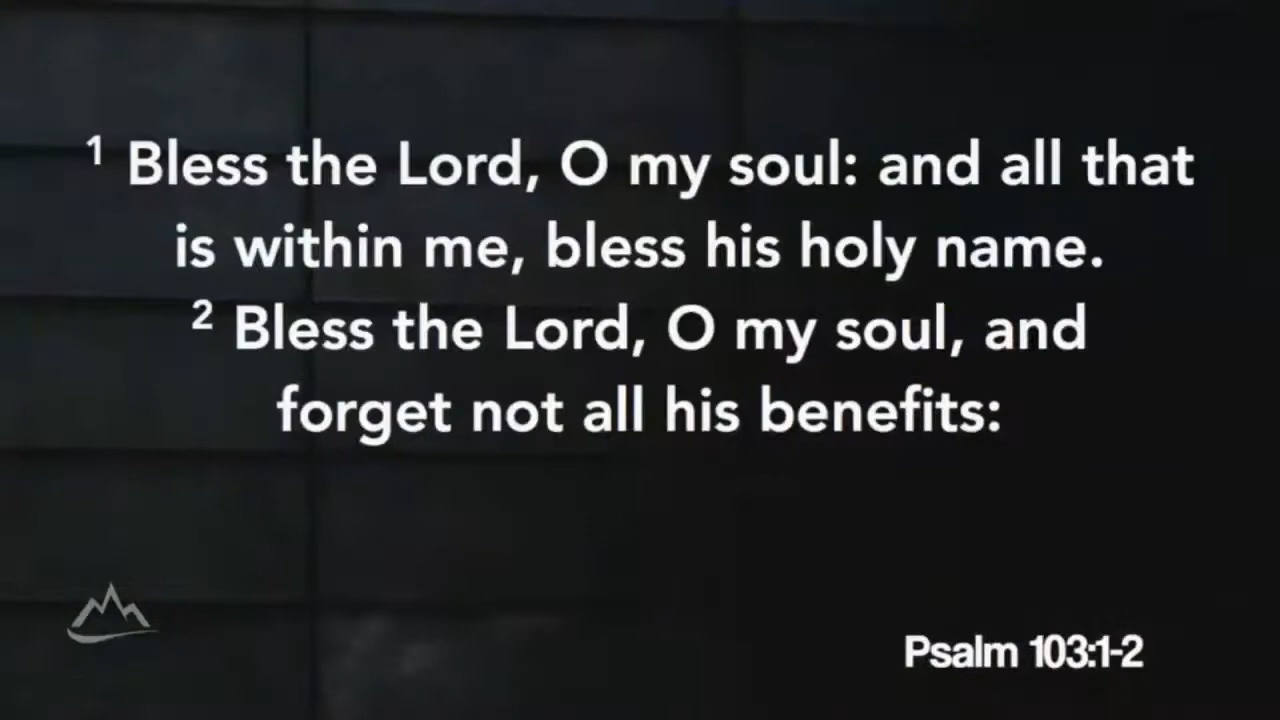 ¹ Bless the Lord, O my soul: and all that
is within me, bless his holy name.
² Bless the Lord, O my soul, and
forget not all his benefits:
Psalm 103:1-2